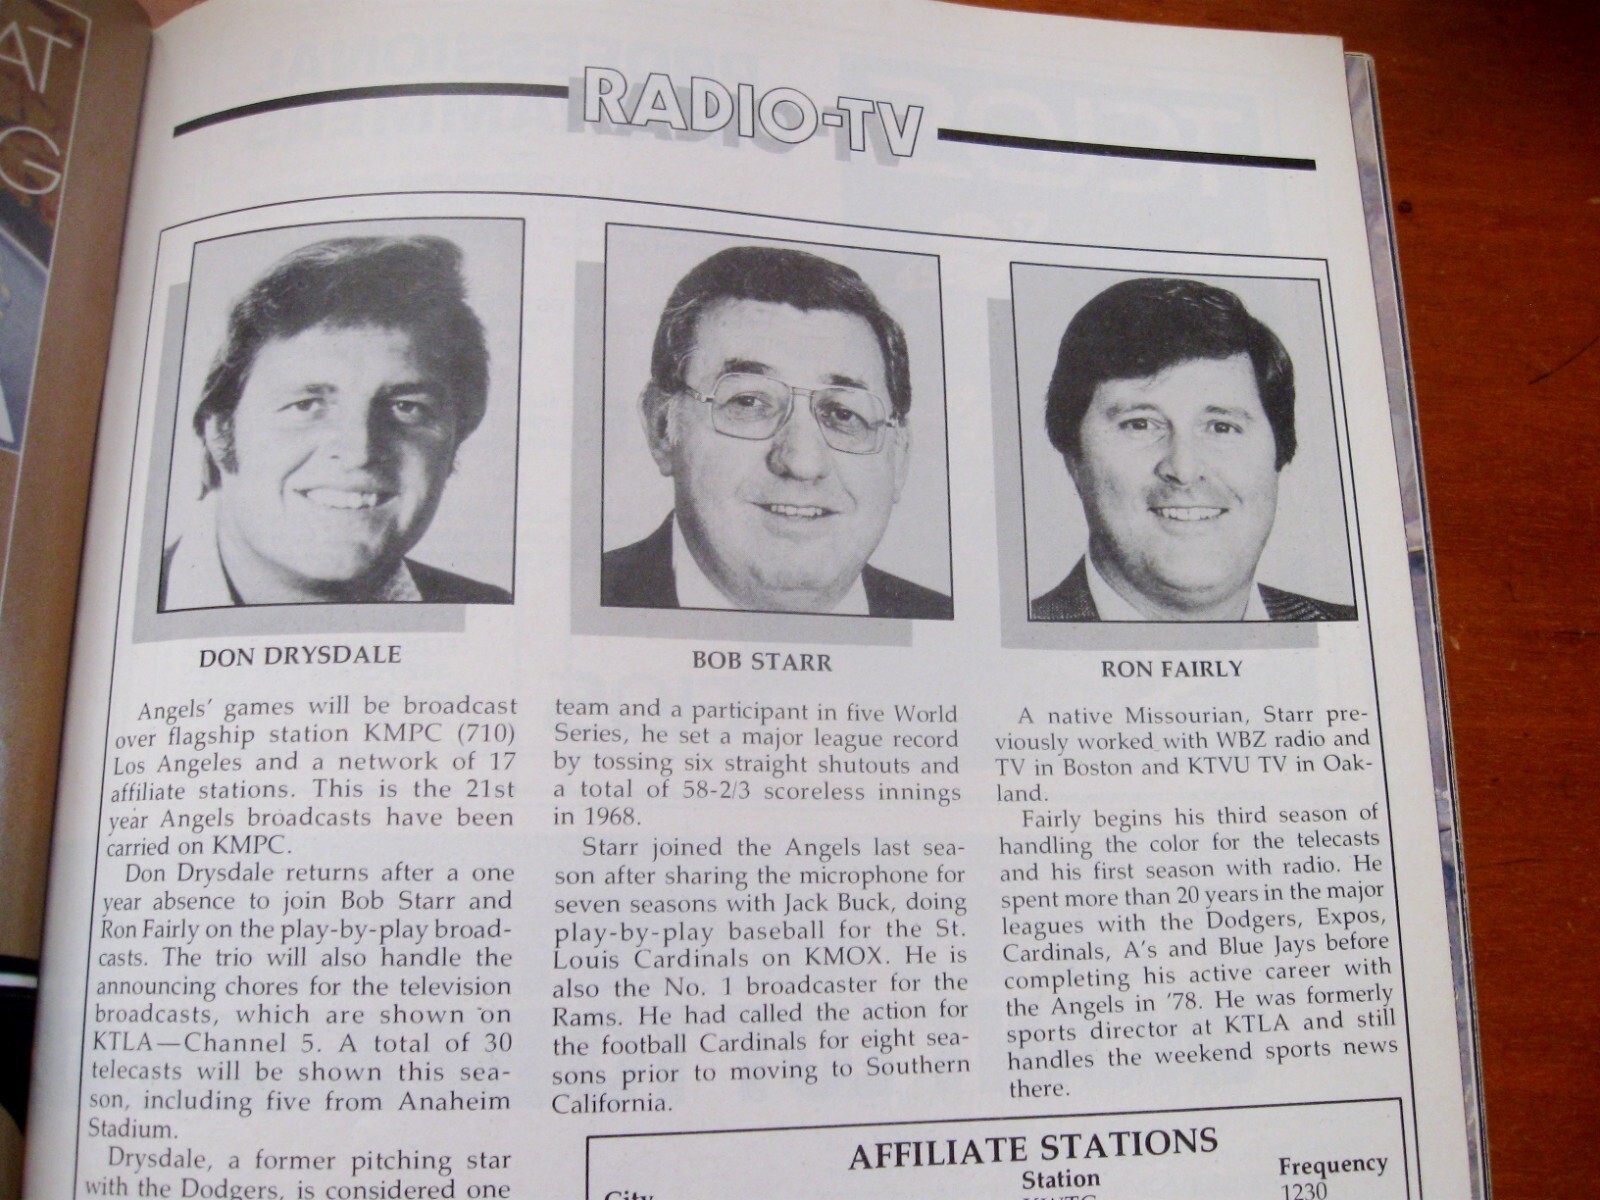 AT
G
RADIO-TV
DON DRYSDALE
BOB STARR
RON FAIRLY
Angels' games will be broadcast
over flagship station KMPC (710)
Los Angeles and a network of 17
affiliate stations. This is the 21st
year Angels broadcasts have been
carried on KMPC.
Don Drysdale returns after a one
year absence to join Bob Starr and
Ron Fairly on the play-by-play broad-
casts. The trio will also handle the
announcing chores for the television
broadcasts, which are shown on
KTLA—Channel 5. A total of 30
telecasts will be shown this sea-
son, including five from Anaheim
Stadium.
Drysdale, a former pitching star
with the Dodgers, is considered one
team and a participant in five World
Series, he set a major league record
by tossing six straight shutouts and
a total of 58-2/3 scoreless innings
in 1968.
Starr joined the Angels last sea-
son after sharing the microphone for
seven seasons with Jack Buck, doing
play-by-play baseball for the St.
Louis Cardinals on KMOX. He is
also the No. 1 broadcaster for the
Rams. He had called the action for
the football Cardinals for eight sea-
sons prior to moving to Southern
California.
A native Missourian, Starr pre-
viously worked with WBZ radio and
TV in Boston and KTVU TV in Oak-
land.
Fairly begins his third season of
handling the color for the telecasts
and his first season with radio. He
spent more than 20 years in the major
leagues with the Dodgers, Expos,
Cardinals, A's and Blue Jays before
completing his active career with
the Angels in '78. He was formerly
sports director at KTLA and still
handles the weekend sports news
there.
AFFILIATE STATIONS
City Station Frequency
1230